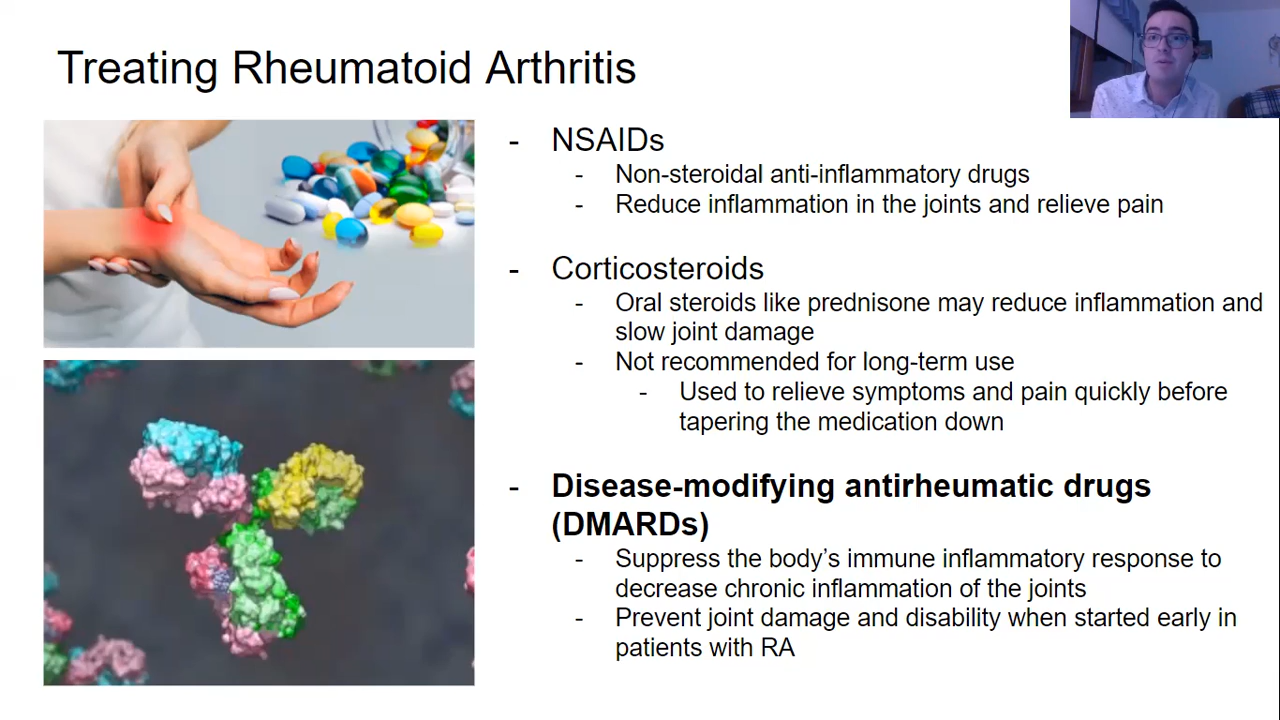 Treating Rheumatoid Arthritis
- NSAIDs
- Non-steroidal anti-inflammatory drugs
- Reduce inflammation in the joints and relieve pain
- Corticosteroids
- Oral steroids like prednisone may reduce inflammation and
slow joint damage
- Not recommended for long-term use
- Used to relieve symptoms and pain quickly before
tapering the medication down
- Disease-modifying antirheumatic drugs
(DMARDs)
- Suppress the body’s immune inflammatory response to
decrease chronic inflammation of the joints
- Prevent joint damage and disability when started early in
patients with RA